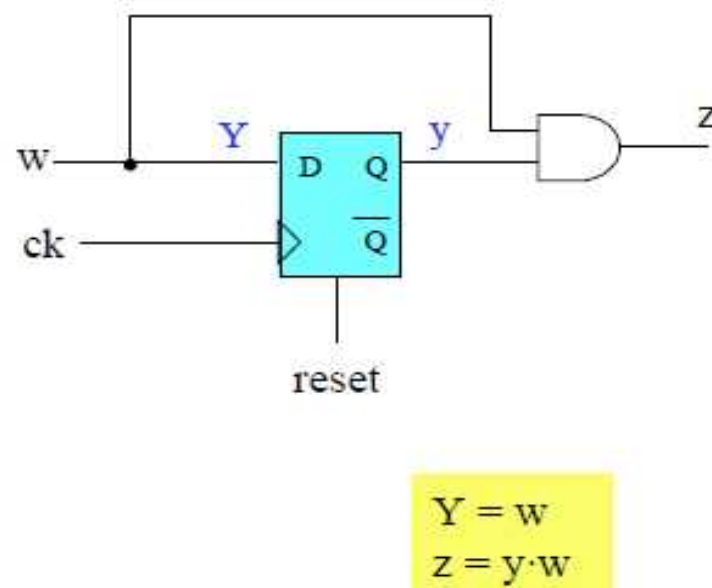 z
Y
y
w
D Q
ck
Q
reset
Y = w
z = y·w